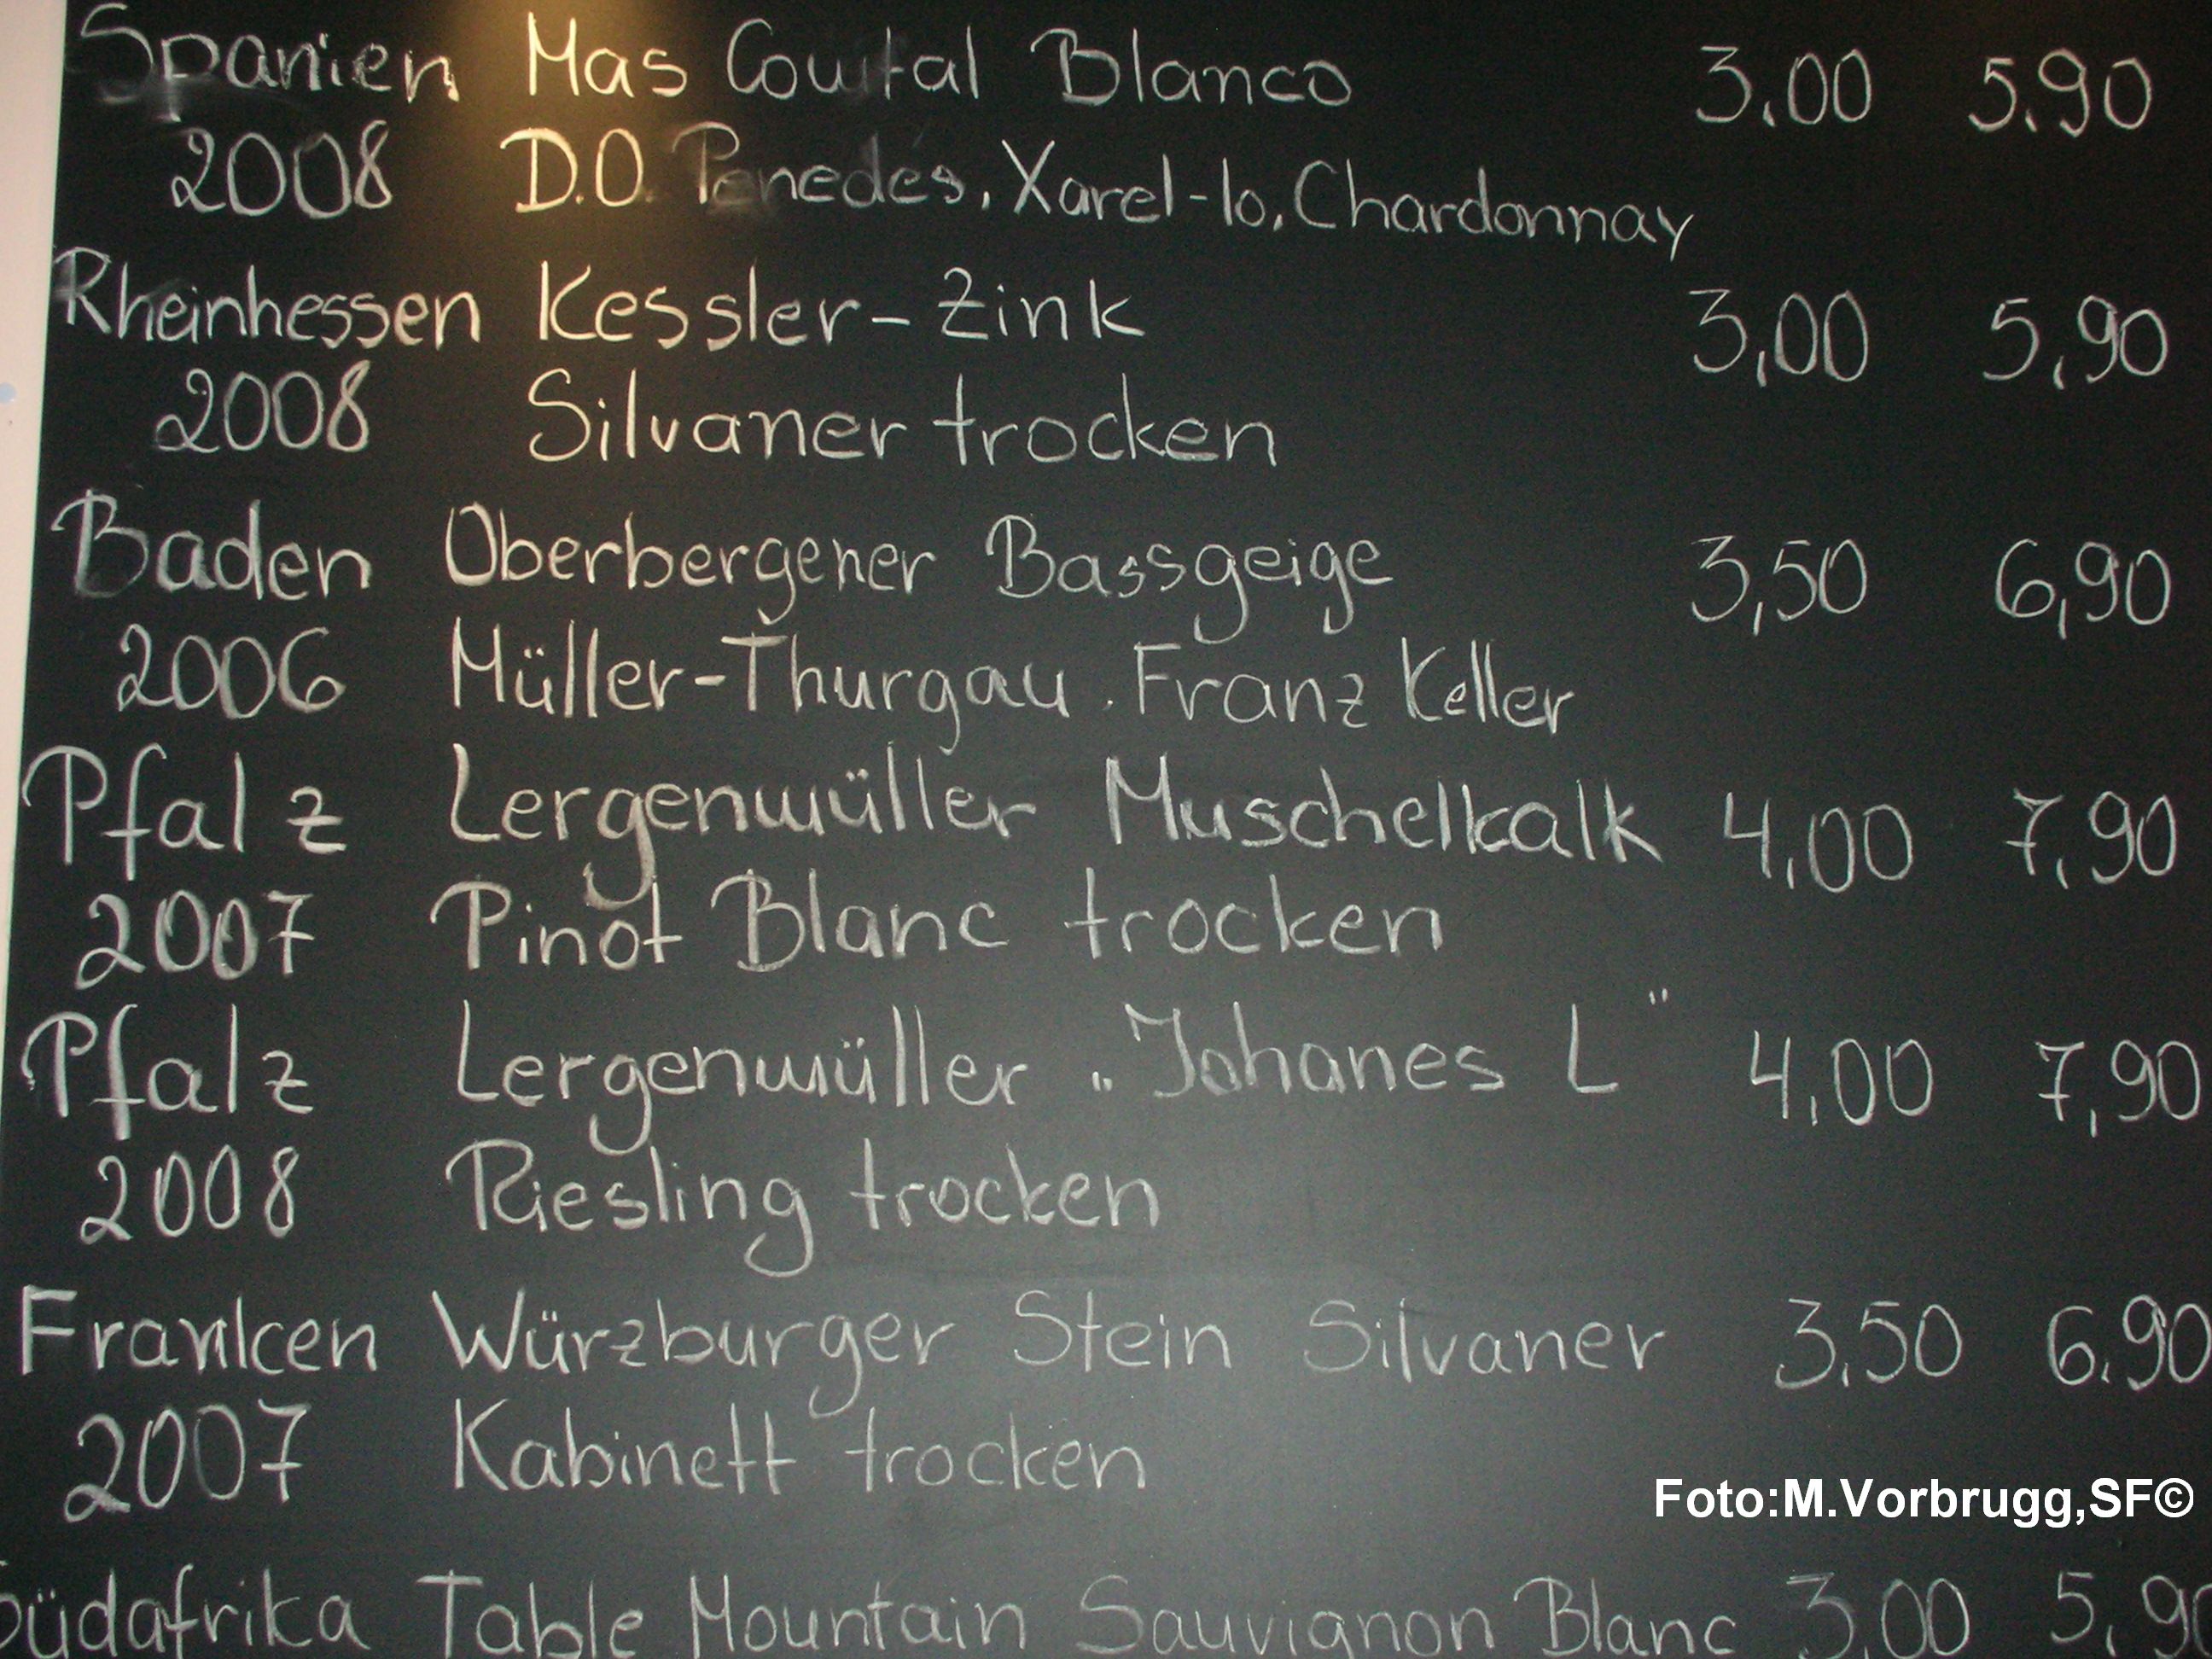 Spanien Mas Comtal Blanco 3.00 5.90
2008 D.O. Penedés, Xarel-lo, Chardonnay
Rheinhessen Kessler-Zink 3,00 5,90
2008 Silvaner trocken
Baden Oberbergener Bassgeige 3,50 6,90
2006 Müller-Thurgau. Franz Keller
Pfalz Lergenmüller Muschelkalk 4,00 7,90
2007 Pinot Blanc trocken
Pfalz Lergenmüller "Johanes L" 4,00 7,90
2008 Riesling trocken
Franken Würzburger Stein Silvaner 3.50 6.90
2007 Kabinett trocken
Foto:M.Vorbrugg,SF©
Südafrika Table Mountain Sauvignon Blanc 3,00 5,90